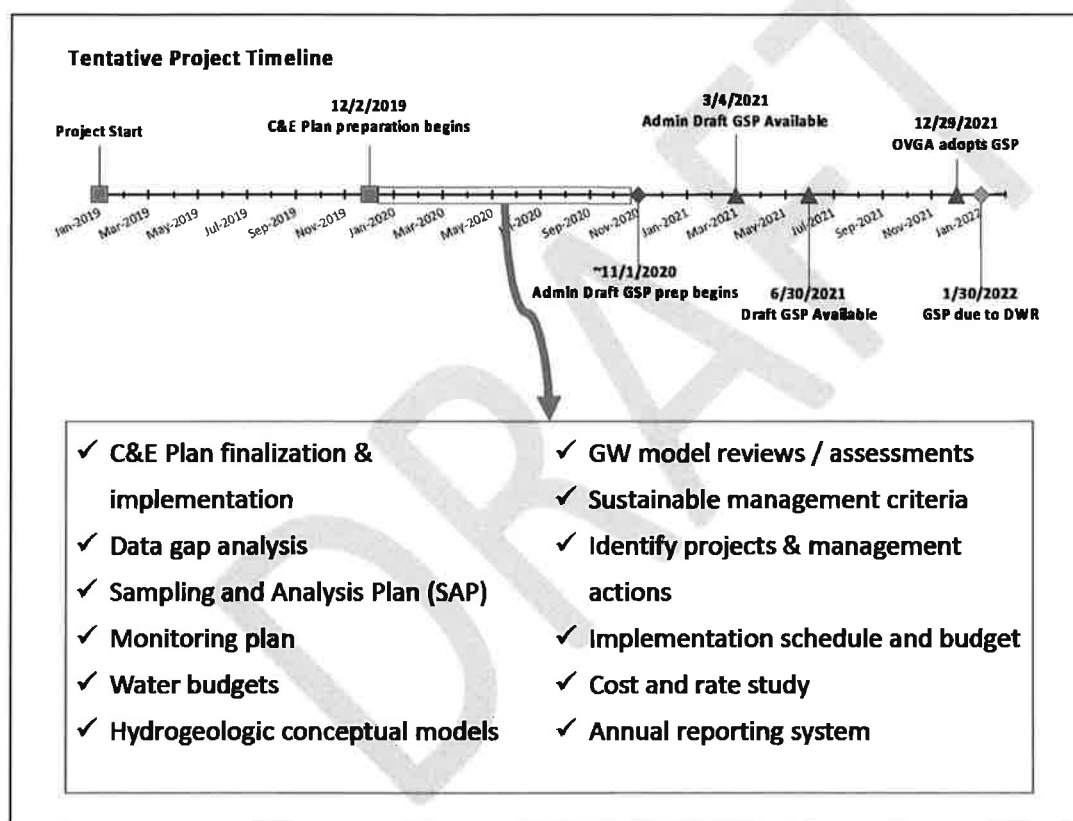 Tentative Project Timeline
12/2/2019
C&E Plan preparation begins
3/4/2021
Admin Draft GSP Available
12/29/2021
OVGA adopts GSP
Project Start
Jan-2019
Mar-2019
May-2019
Jul-2019
Sep-2019
Nov-2019
Jan-2020
Mar-2020
May-2020
Jul-2020
Sep-2020
Nov-2020
Jan-2021
Mar-2021
May-2021
Jul-2021
Sep-2021
Nov-2021
Jan-2022
~11/1/2020
Admin Draft GSP prep begins
6/30/2021
Draft GSP Available
1/30/2022
GSP due to DWR
✓ C&E Plan finalization &
implementation
✓ Data gap analysis
✓ Sampling and Analysis Plan (SAP)
✓ Monitoring plan
✓ Water budgets
✓ Hydrogeologic conceptual models
✓ GW model reviews / assessments
✓ Sustainable management criteria
✓ Identify projects & management
actions
✓ Implementation schedule and budget
✓ Cost and rate study
✓ Annual reporting system
DRAFT